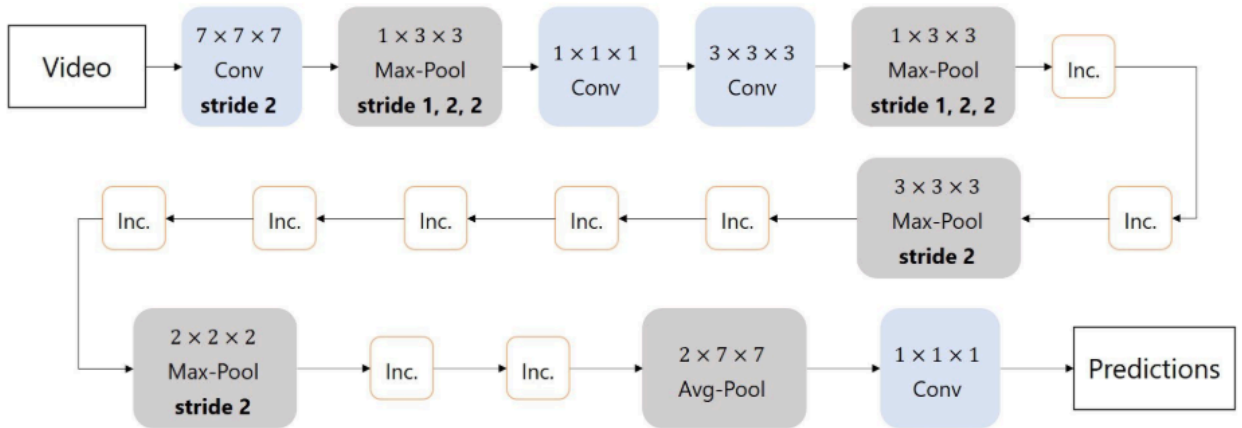 Video
7 × 7 × 7
Conv
stride 2
1 × 3 × 3
Max-Pool
stride 1, 2, 2
1 × 1 × 1
Conv
3 × 3 × 3
Conv
1 × 3 × 3
Max-Pool
stride 1, 2, 2
Inc.
Inc.
3 × 3 × 3
Max-Pool
stride 2
Inc.
Inc.
Inc.
Inc.
Inc.
2 × 2 × 2
Max-Pool
stride 2
Inc.
Inc.
2 × 7 × 7
Avg-Pool
1 × 1 × 1
Conv
Predictions